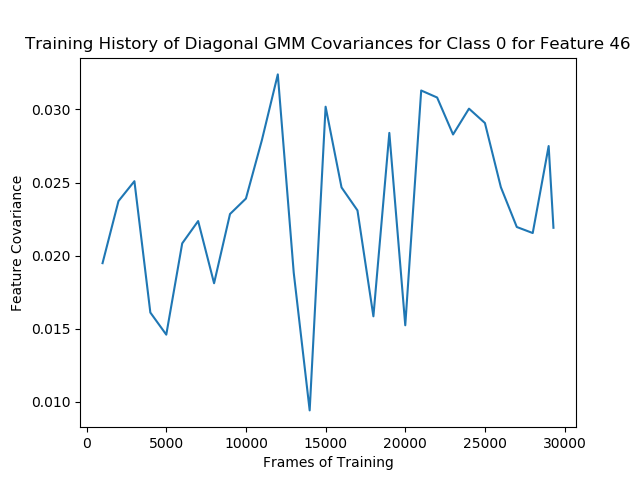 Training History of Diagonal GMM Covariances for Class 0 for Feature 46
0.030
0.025
0.020
0.015
0.010
Feature Covariance
0 5000 10000 15000 20000 25000 30000
Frames of Training